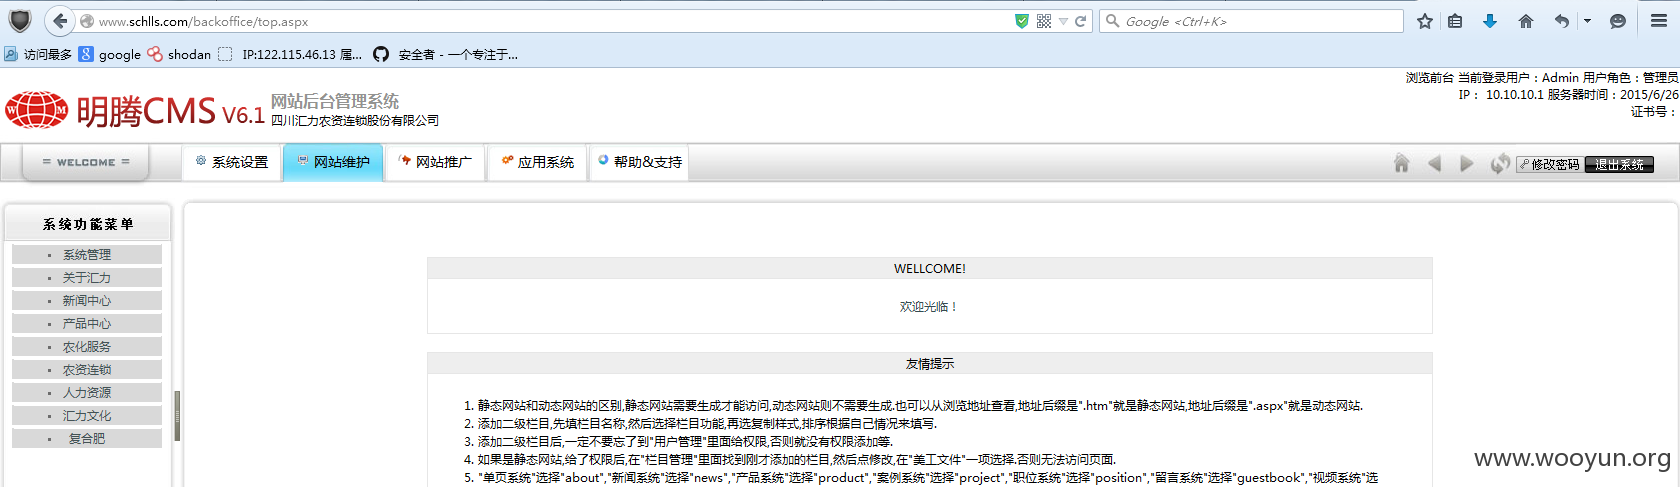 www.schlls.com/backoffice/top.aspx
Google <Ctrl+K>
访问最多 google shodan IP:122.115.46.13 属... 安全者 - 一个专注于...
浏览前台 当前登录用户：Admin 用户角色：管理员
IP： 10.10.10.1 服务器时间：2015/6/26
证书号：
W M 明腾CMS V6.1 网站后台管理系统
四川汇力农资连锁股份有限公司
= WELCOME = 系统设置 网站维护 网站推广 应用系统 帮助&支持 修改密码 退出系统
系统功能菜单
系统管理
关于汇力
新闻中心
产品中心
农化服务
农资连锁
人力资源
汇力文化
复合肥
WELLCOME!
欢迎光临！
友情提示
1. 静态网站和动态网站的区别,静态网站需要生成才能访问,动态网站则不需要生成.也可以从浏览地址查看,地址后缀是".htm"就是静态网站,地址后缀是".aspx"就是动态网站.
2. 添加二级栏目,先填栏目名称,然后选择栏目功能,再选复制样式,排序根据自己情况来填写.
3. 添加二级栏目后,一定不要忘了到"用户管理"里面给权限,否则就没有权限添加等.
4. 如果是静态网站,给了权限后,在"栏目管理"里面找到刚才添加的栏目,然后点修改,在"美工文件"一项选择.否则无法访问页面.
5. "单页系统"选择"about","新闻系统"选择"news","产品系统"选择"product","案例系统"选择"project","职位系统"选择"position","留言系统"选择"guestbook","视频系统"选
www.wooyun.org